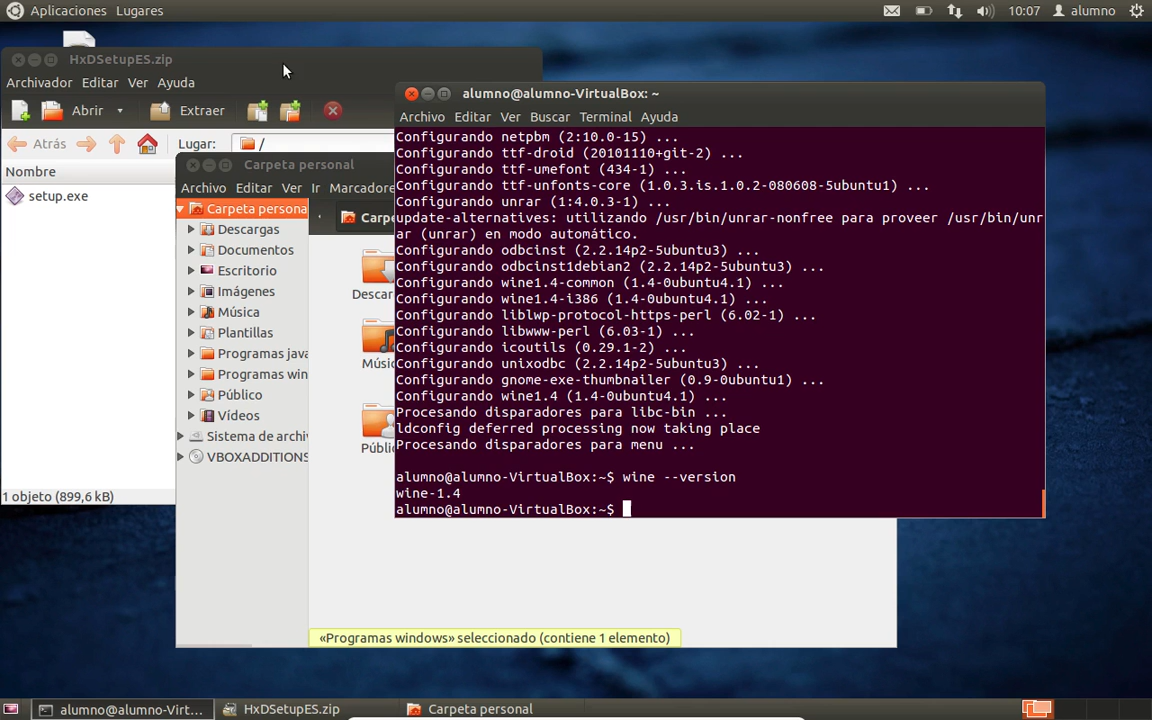 Aplicaciones Lugares
10:07 alumno
HxDSetupES.zip
Archivador Editar Ver Ayuda
Abrir Extraer
Atrás Lugar: /
Nombre
setup.exe
1 objeto (899,6 kB)
Carpeta personal
Archivo Editar Ver Ir Marcadore
Carpeta persona
Descargas
Documentos
Escritorio
Imágenes
Música
Plantillas
Programas java
Programas win
Público
Vídeos
Sistema de archi
VBOXADDITIONS
Carpe
Descar
Músic
Públic
«Programas windows» seleccionado (contiene 1 elemento)
alumno@alumno-VirtualBox: ~
Archivo Editar Ver Buscar Terminal Ayuda
Configurando netpbm (2:10.0-15) ...
Configurando ttf-droid (20101110+git-2) ...
Configurando ttf-umefont (434-1) ...
Configurando ttf-unfonts-core (1.0.3.is.1.0.2-080608-5ubuntu1) ...
Configurando unrar (1:4.0.3-1) ...
update-alternatives: utilizando /usr/bin/unrar-nonfree para proveer /usr/bin/unr
ar (unrar) en modo automático.
Configurando odbcinst (2.2.14p2-5ubuntu3) ...
Configurando odbcinst1debian2 (2.2.14p2-5ubuntu3) ...
Configurando wine1.4-common (1.4-0ubuntu4.1) ...
Configurando wine1.4-i386 (1.4-0ubuntu4.1) ...
Configurando liblwp-protocol-https-perl (6.02-1) ...
Configurando libwww-perl (6.03-1) ...
Configurando icoutils (0.29.1-2) ...
Configurando unixodbc (2.2.14p2-5ubuntu3) ...
Configurando gnome-exe-thumbnailer (0.9-0ubuntu1) ...
Configurando wine1.4 (1.4-0ubuntu4.1) ...
Procesando disparadores para libc-bin ...
ldconfig deferred processing now taking place
Procesando disparadores para menu ...
alumno@alumno-VirtualBox:~$ wine --version
wine-1.4
alumno@alumno-VirtualBox:~$
alumno@alumno-Virt...
HxDSetupES.zip
Carpeta personal